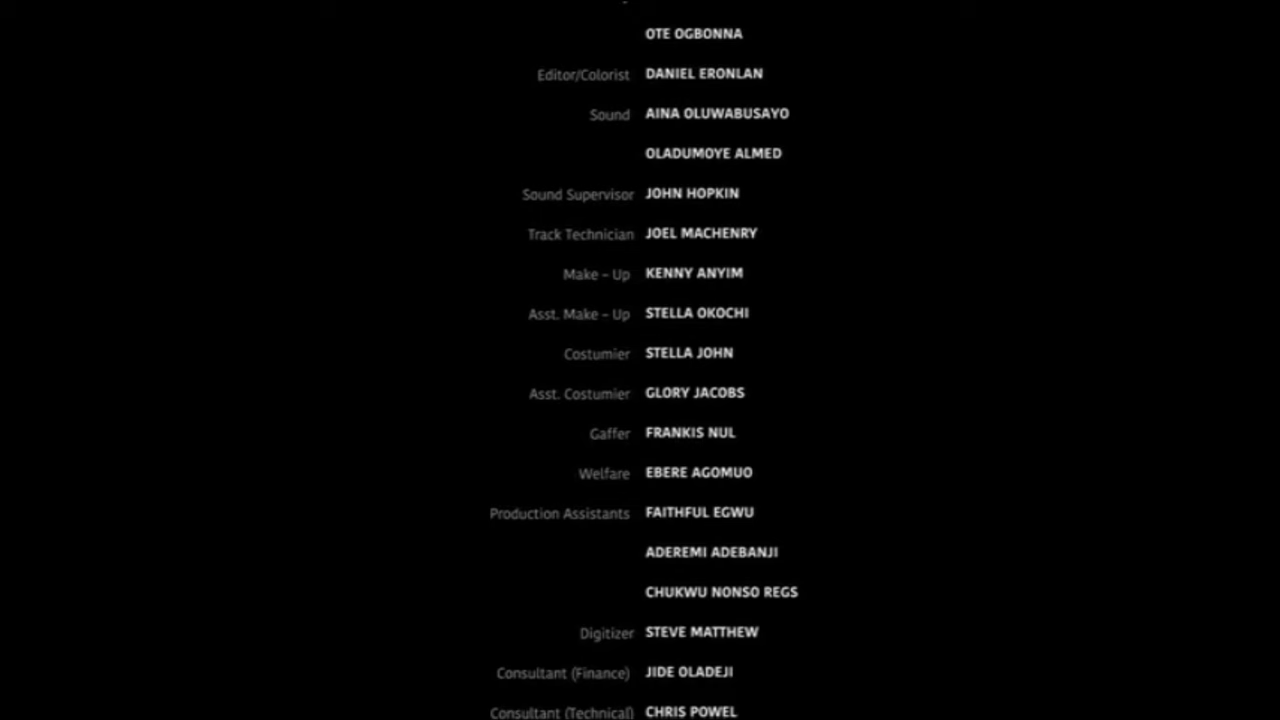 OTE OGBONNA
Editor/Colorist DANIEL ERONLAN
Sound AINA OLUWABUSAYO
OLADUMOYE ALMED
Sound Supervisor JOHN HOPKIN
Track Technician JOEL MACHENRY
Make - Up KENNY ANYIM
Asst. Make - Up STELLA OKOCHI
Costumier STELLA JOHN
Asst. Costumier GLORY JACOBS
Gaffer FRANKIS NUL
Welfare EBERE AGOMUO
Production Assistants FAITHFUL EGWU
ADEREMI ADEBANJI
CHUKWU NONSO REGS
Digitizer STEVE MATTHEW
Consultant (Finance) JIDE OLADEJI
Consultant (Technical) CHRIS POWEL